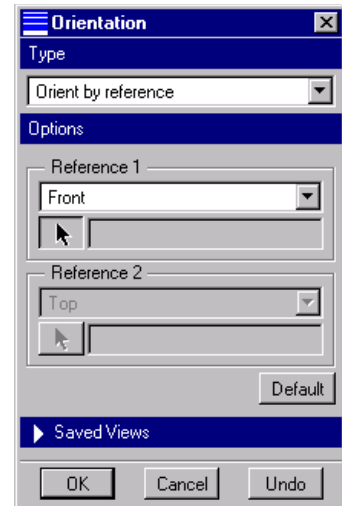 Orientation
Type
Orient by reference
Options
Reference 1
Front
Reference 2
Top
Default
Saved Views
OK Cancel Undo